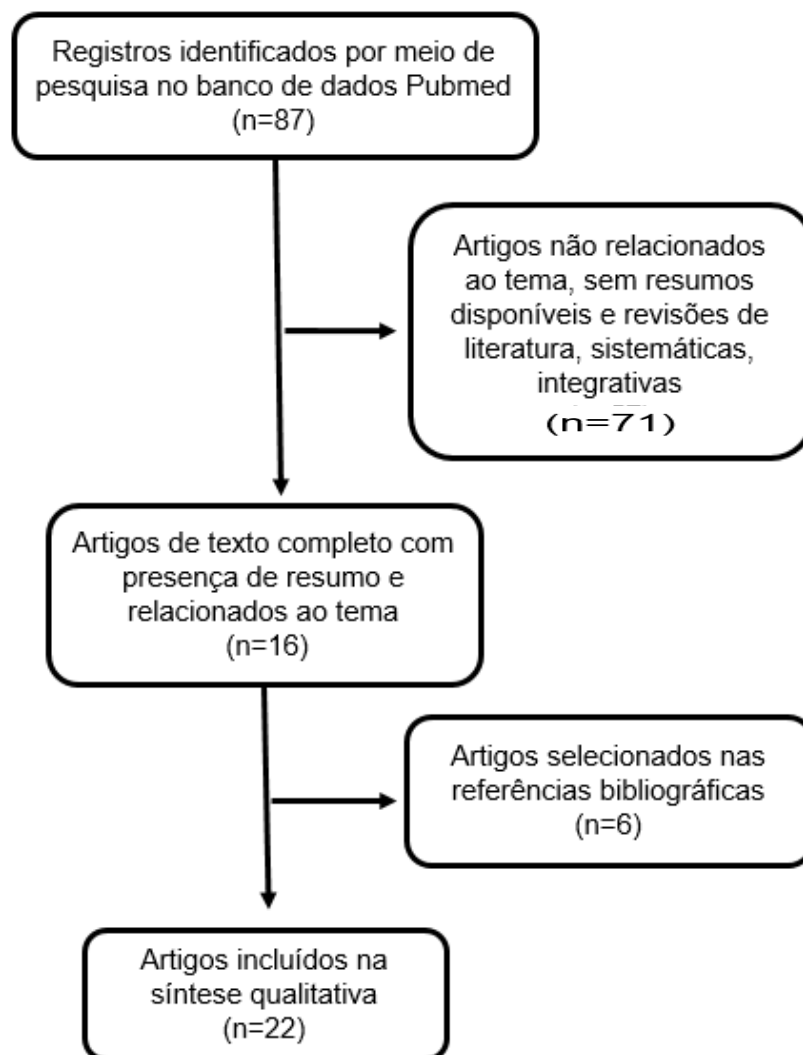 Registros identificados por meio de
pesquisa no banco de dados Pubmed
(n=87)
Artigos não relacionados
ao tema, sem resumos
disponíveis e revisões de
literatura, sistemáticas,
integrativas
(n=71)
Artigos de texto completo com
presença de resumo e
relacionados ao tema
(n=16)
Artigos selecionados nas
referências bibliográficas
(n=6)
Artigos incluídos na
síntese qualitativa
(n=22)